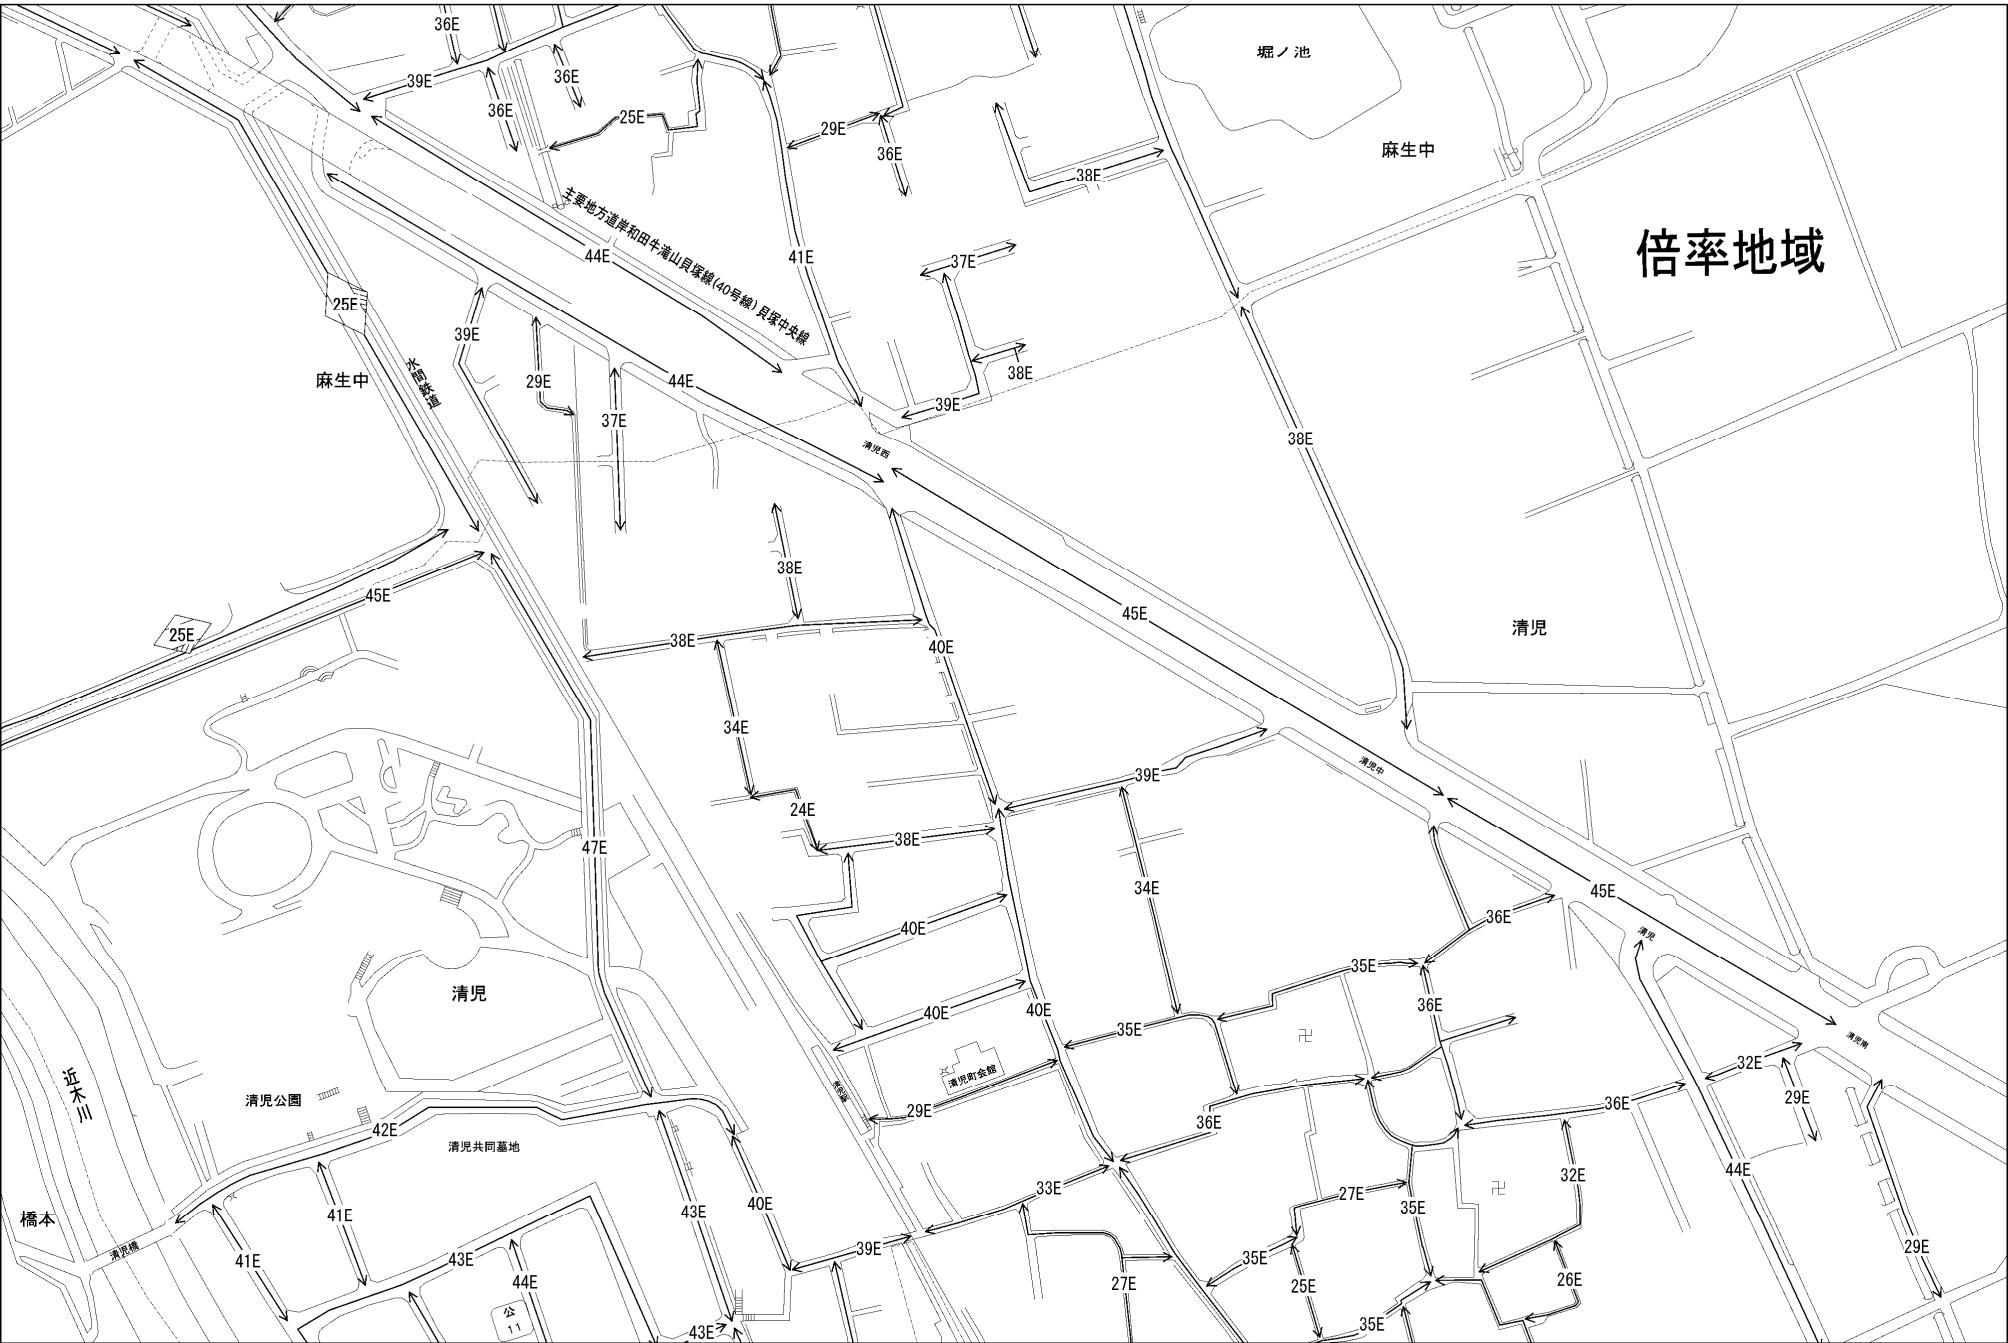 36E
39E
36E
36E
25E
29E
36E
38E
堀ノ池
麻生中
倍率地域
主要地方道岸和田牛滝山貝塚線(40号線)貝塚中央線
44E
41E
37E
25E
39E
水間鉄道
麻生中
29E
44E
37E
38E
39E
38E
清児西
38E
45E
45E
清児
25E
38E
40E
34E
清児中
39E
24E
38E
47E
34E
45E
36E
40E
清児
35E
36E
清児
40E
40E
35E
清児南
32E
清児町会館
近木川
清児公園
29E
29E
36E
36E
42E
清児共同墓地
44E
32E
33E
27E
35E
橋本
41E
40E
43E
清児橋
41E
43E
39E
35E
29E
44E
27E
25E
26E
公
11
43E
35E